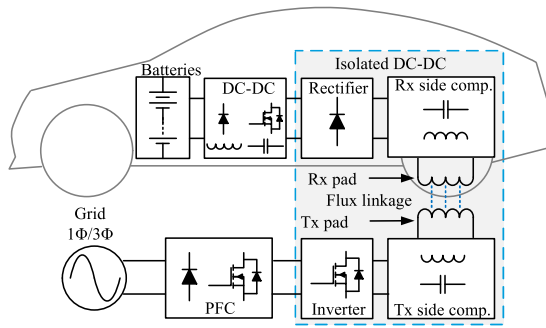 Isolated DC-DC
Batteries
DC-DC
Rectifier
Rx side comp.
Rx pad
Flux linkage
Tx pad
Grid
1Φ/3Φ
PFC
Inverter
Tx side comp.